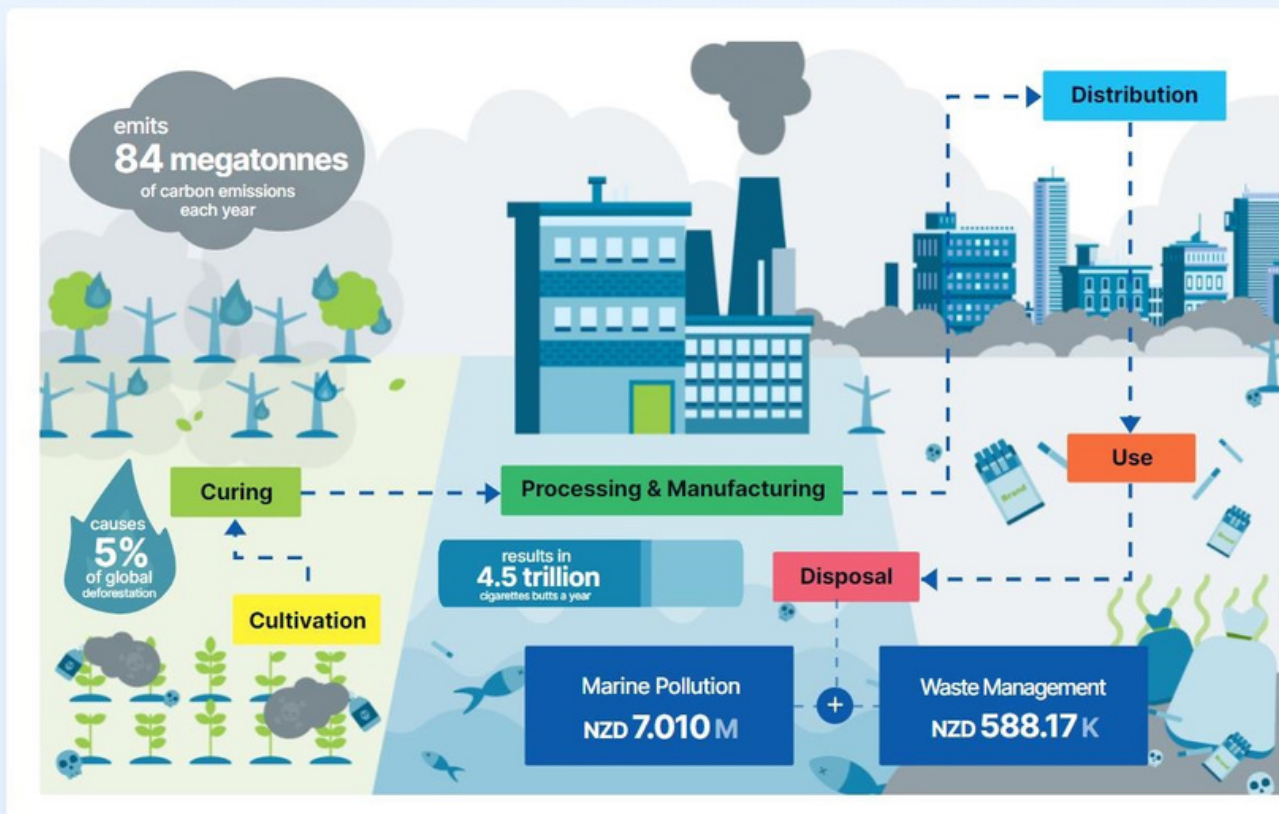 emits
84 megatonnes
of carbon emissions
each year
Distribution
Curing
Processing & Manufacturing
Use
Brand
Brand
causes
5%
of global
deforestation
results in
4.5 trillion
cigarettes butts a year
Disposal
Cultivation
Marine Pollution
NZD 7.010 M
+
Waste Management
NZD 588.17 K